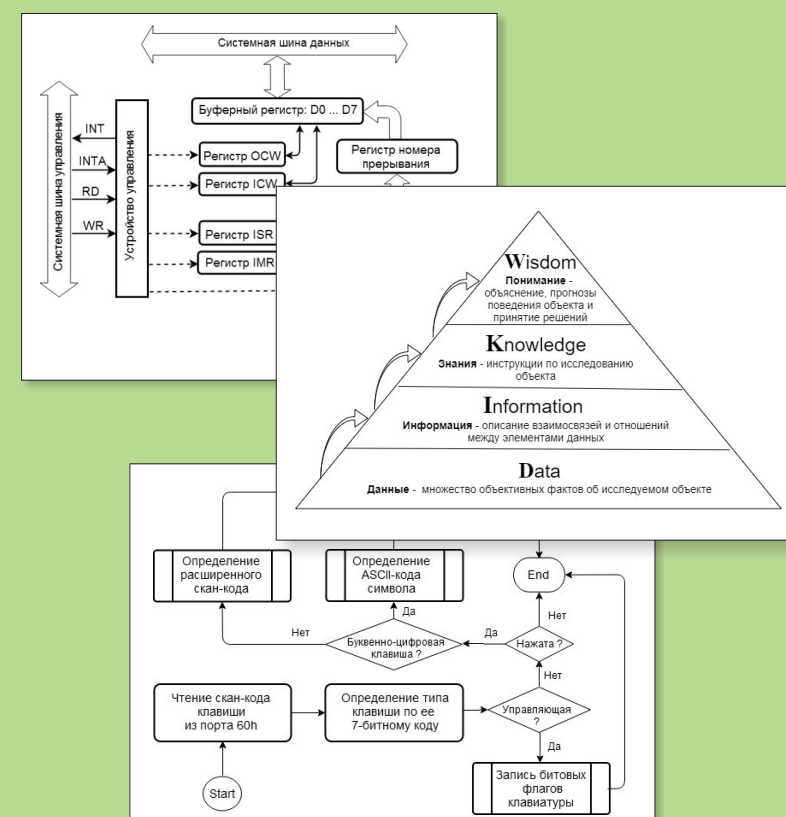 Системная шина данных
Буферный регистр: D0 ... D7
Системная шина управления
INT
INTA
RD
WR
Устройство управления
Регистр OCW
Регистр ICW
Регистр ISR
Регистр IMR
Регистр номера
прерывания
Wisdom
Понимание -
объяснение, прогнозы
поведения объекта и
принятие решений
Knowledge
Знания - инструкции по исследованию
объекта
Information
Информация - описание взаимосвязей и отношений
между элементами данных
Data
Данные - множество объективных фактов об исследуемом объекте
Определение
расширенного
скан-кода
Определение
ASCII-кода
символа
End
Нет
Да
Нет
Буквенно-цифровая
клавиша ?
Да
Нажата ?
Нет
Чтение скан-кода
клавиши
из порта 60h
Определение типа
клавиши по ее
7-битному коду
Управляющая
?
Да
Start
Запись битовых
флагов
клавиатуры